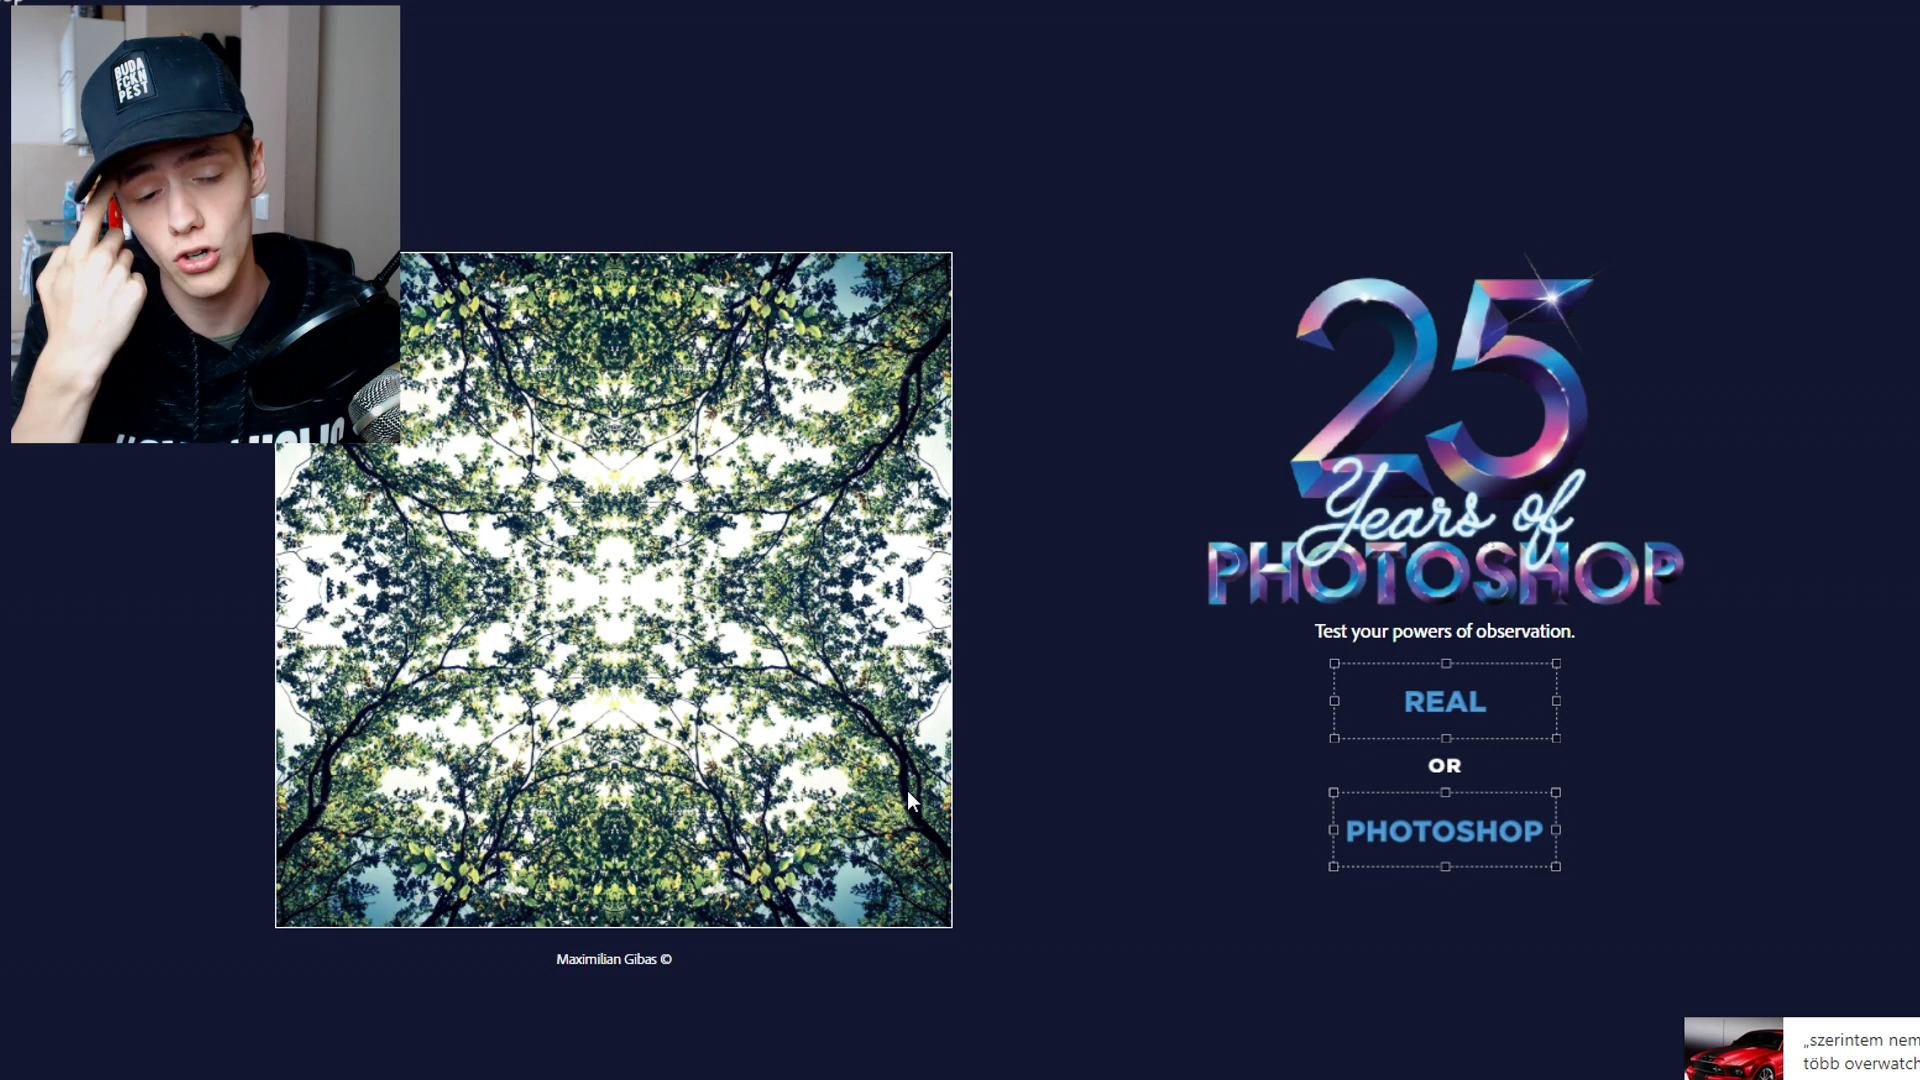 BUDA
FCKN
PEST
25
Years of
PHOTOSHOP
Test your powers of observation.
REAL
OR
PHOTOSHOP
Maximilian Gibas ©
„szerintem nem
több overwatch